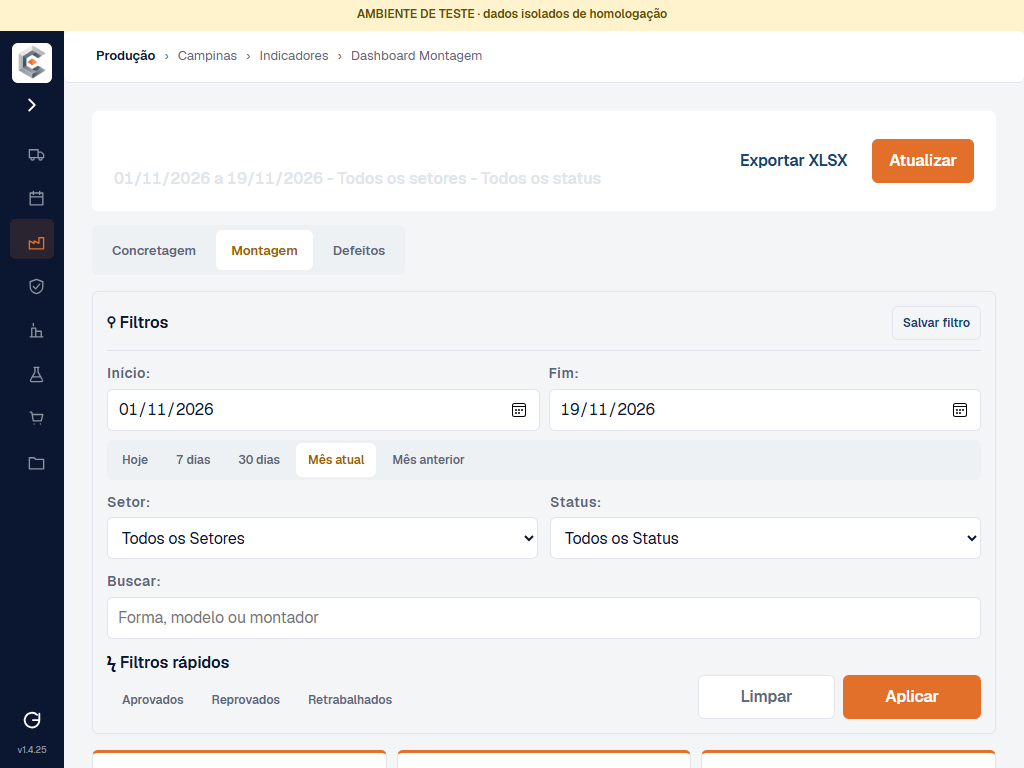 AMBIENTE DE TESTE · dados isolados de homologação
Produção › Campinas › Indicadores › Dashboard Montagem
01/11/2026 a 19/11/2026 - Todos os setores - Todos os status
Exportar XLSX
Atualizar
Concretagem
Montagem
Defeitos
Filtros
Salvar filtro
Início:
Fim:
01/11/2026
19/11/2026
Hoje
7 dias
30 dias
Mês atual
Mês anterior
Setor:
Status:
Todos os Setores
Todos os Status
Buscar:
Forma, modelo ou montador
Filtros rápidos
Aprovados
Reprovados
Retrabalhados
Limpar
Aplicar
v1.4.25